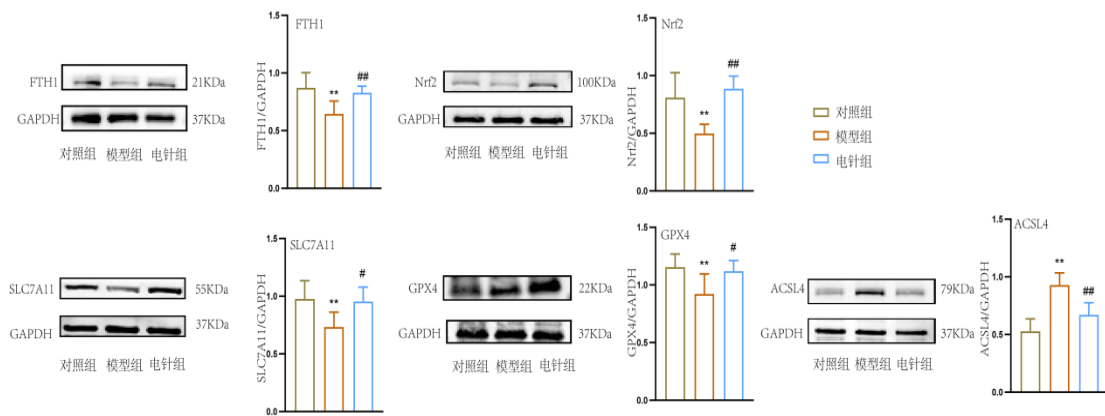 FTH1
FTH1 21KDa
GAPDH 37KDa
对照组 模型组 电针组
FTH1/GAPDH
1.5
1.0
0.5
0.0
**
##
Nrf2
Nrf2 100KDa
GAPDH 37KDa
对照组 模型组 电针组
Nrf2/GAPDH
1.5
1.0
0.5
0.0
**
##
对照组
模型组
电针组
SLC7A11
SLC7A11 55KDa
GAPDH 37KDa
对照组 模型组 电针组
SLC7A11/GAPDH
1.5
1.0
0.5
0.0
**
#
GPX4
GPX4 22KDa
GAPDH 37KDa
对照组 模型组 电针组
GPX4/GAPDH
1.5
1.0
0.5
0.0
**
#
ACSL4
ACSL4 79KDa
GAPDH 37KDa
对照组 模型组 电针组
ACSL4/GAPDH
1.5
1.0
0.5
0.0
**
##